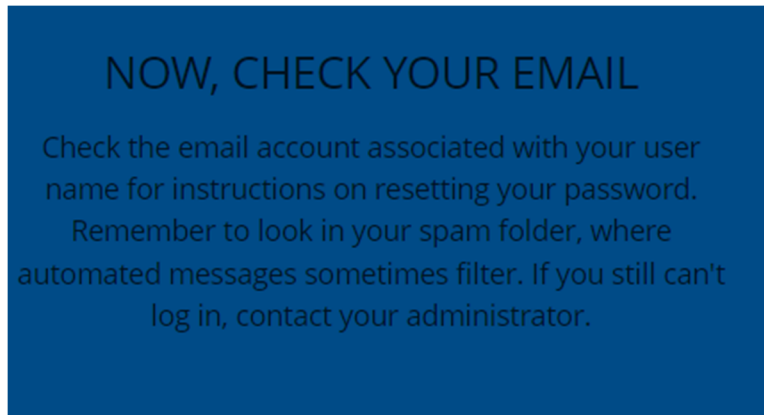 NOW, CHECK YOUR EMAIL
Check the email account associated with your user
name for instructions on resetting your password.
Remember to look in your spam folder, where
automated messages sometimes filter. If you still can't
log in, contact your administrator.